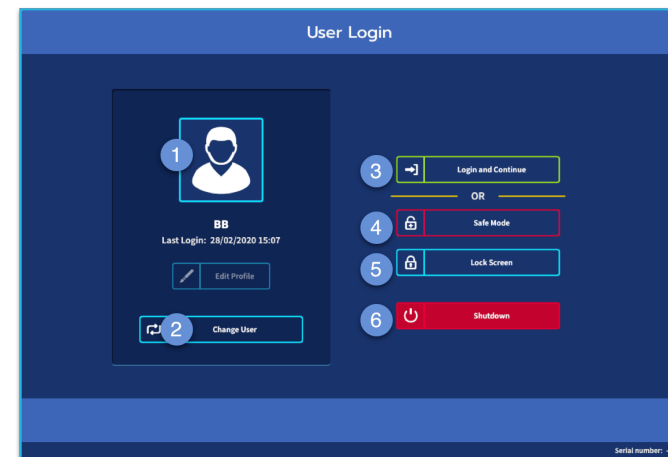 User Login
1
BB
Last Login: 28/02/2020 15:07
Edit Profile
2 Change User
3 Login and Continue
OR
4 Safe Mode
5 Lock Screen
6 Shutdown
Serial number: